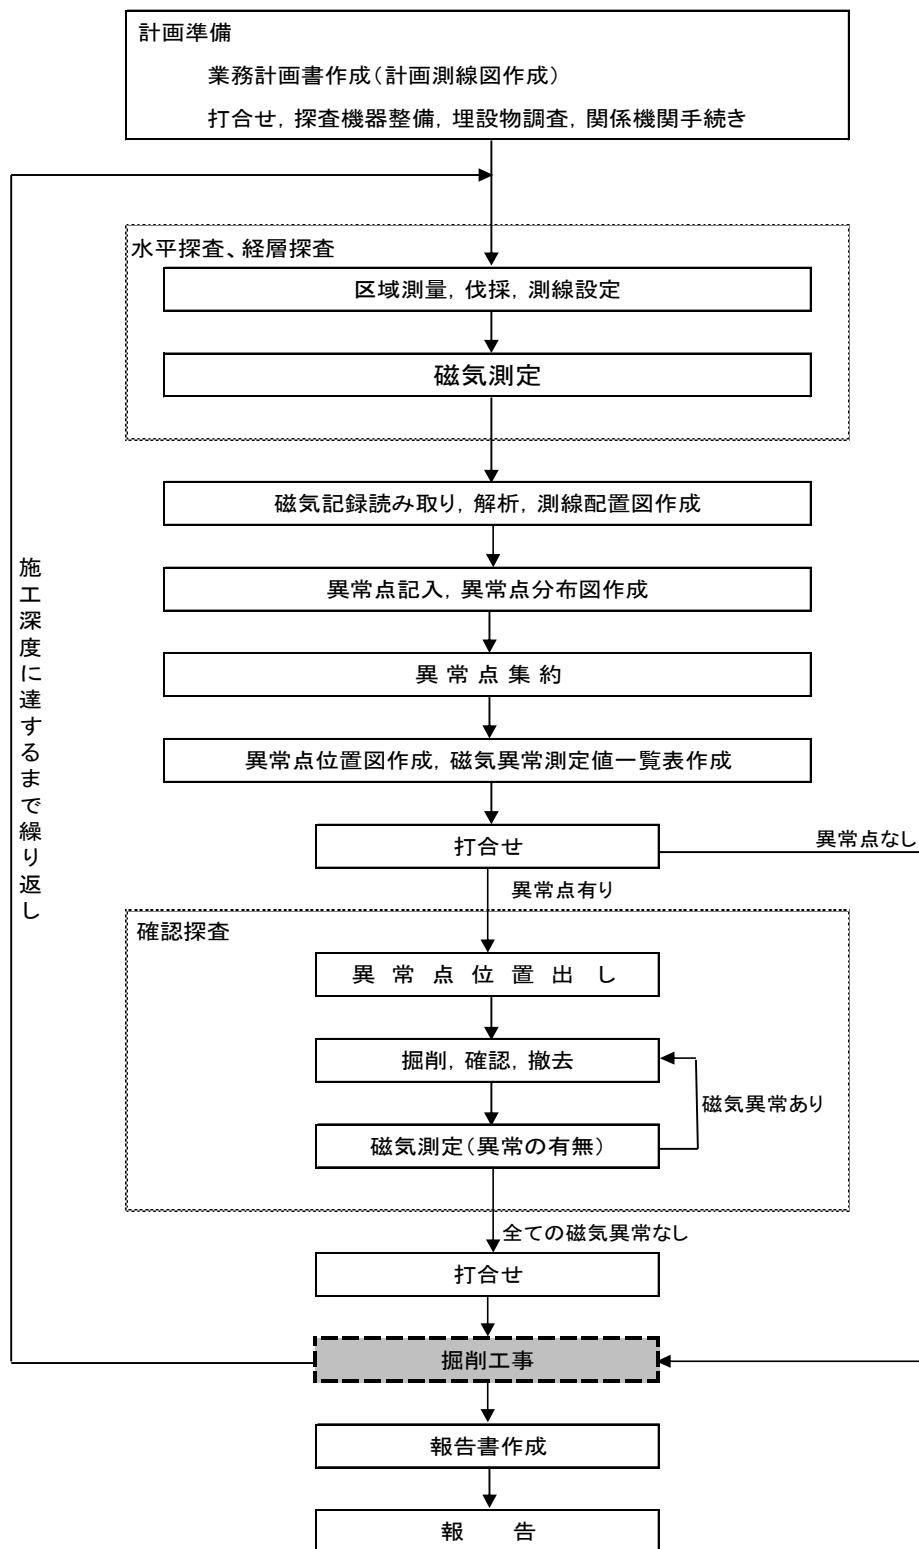 計画準備
業務計画書作成（計画測線図作成）
打合せ, 探査機器整備, 埋設物調査, 関係機関手続き
水平探査、経層探査
区域測量, 伐採, 測線設定
磁気測定
磁気記録読み取り, 解析, 測線配置図作成
異常点記入, 異常点分布図作成
異常点集約
異常点位置図作成, 磁気異常測定値一覧表作成
打合せ
異常点なし
異常点有り
確認探査
異常点位置出し
掘削, 確認, 撤去
磁気異常あり
磁気測定（異常の有無）
全ての磁気異常なし
打合せ
掘削工事
施工深度に達するまで繰り返し
報告書作成
報告